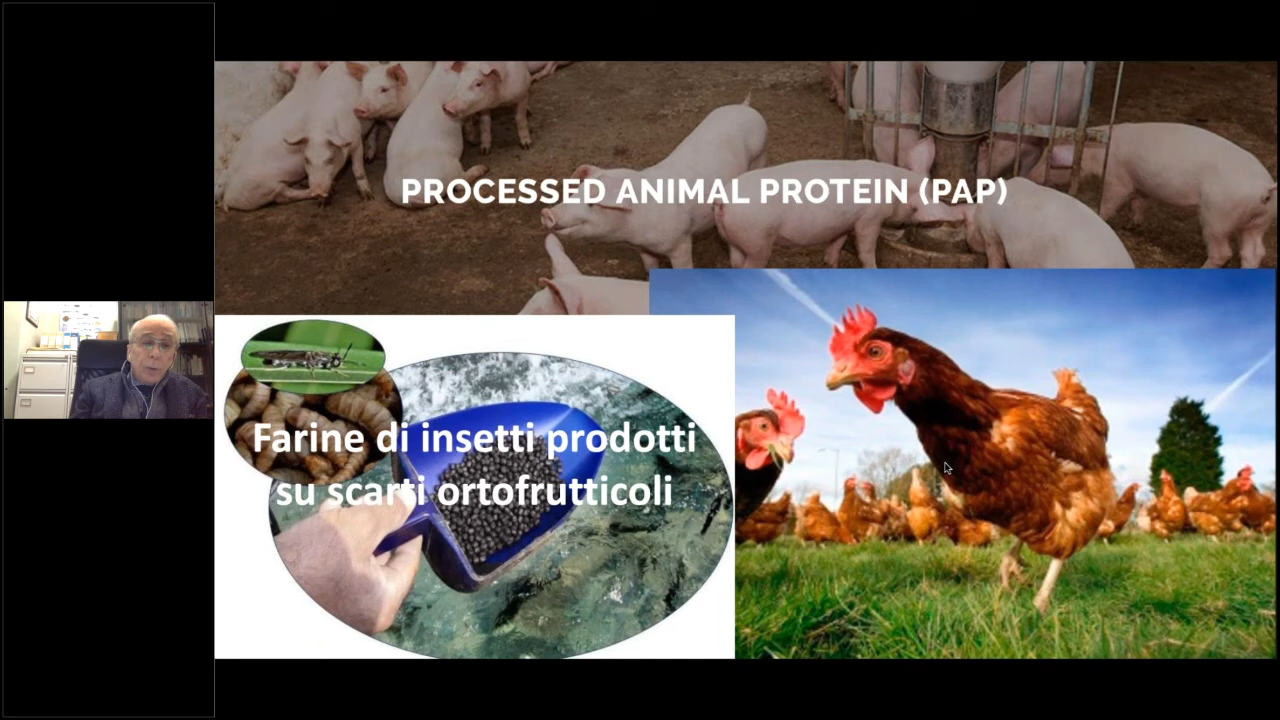 PROCESSED ANIMAL PROTEIN (PAP)
Farine di insetti prodotti
su scarti ortofrutticoli